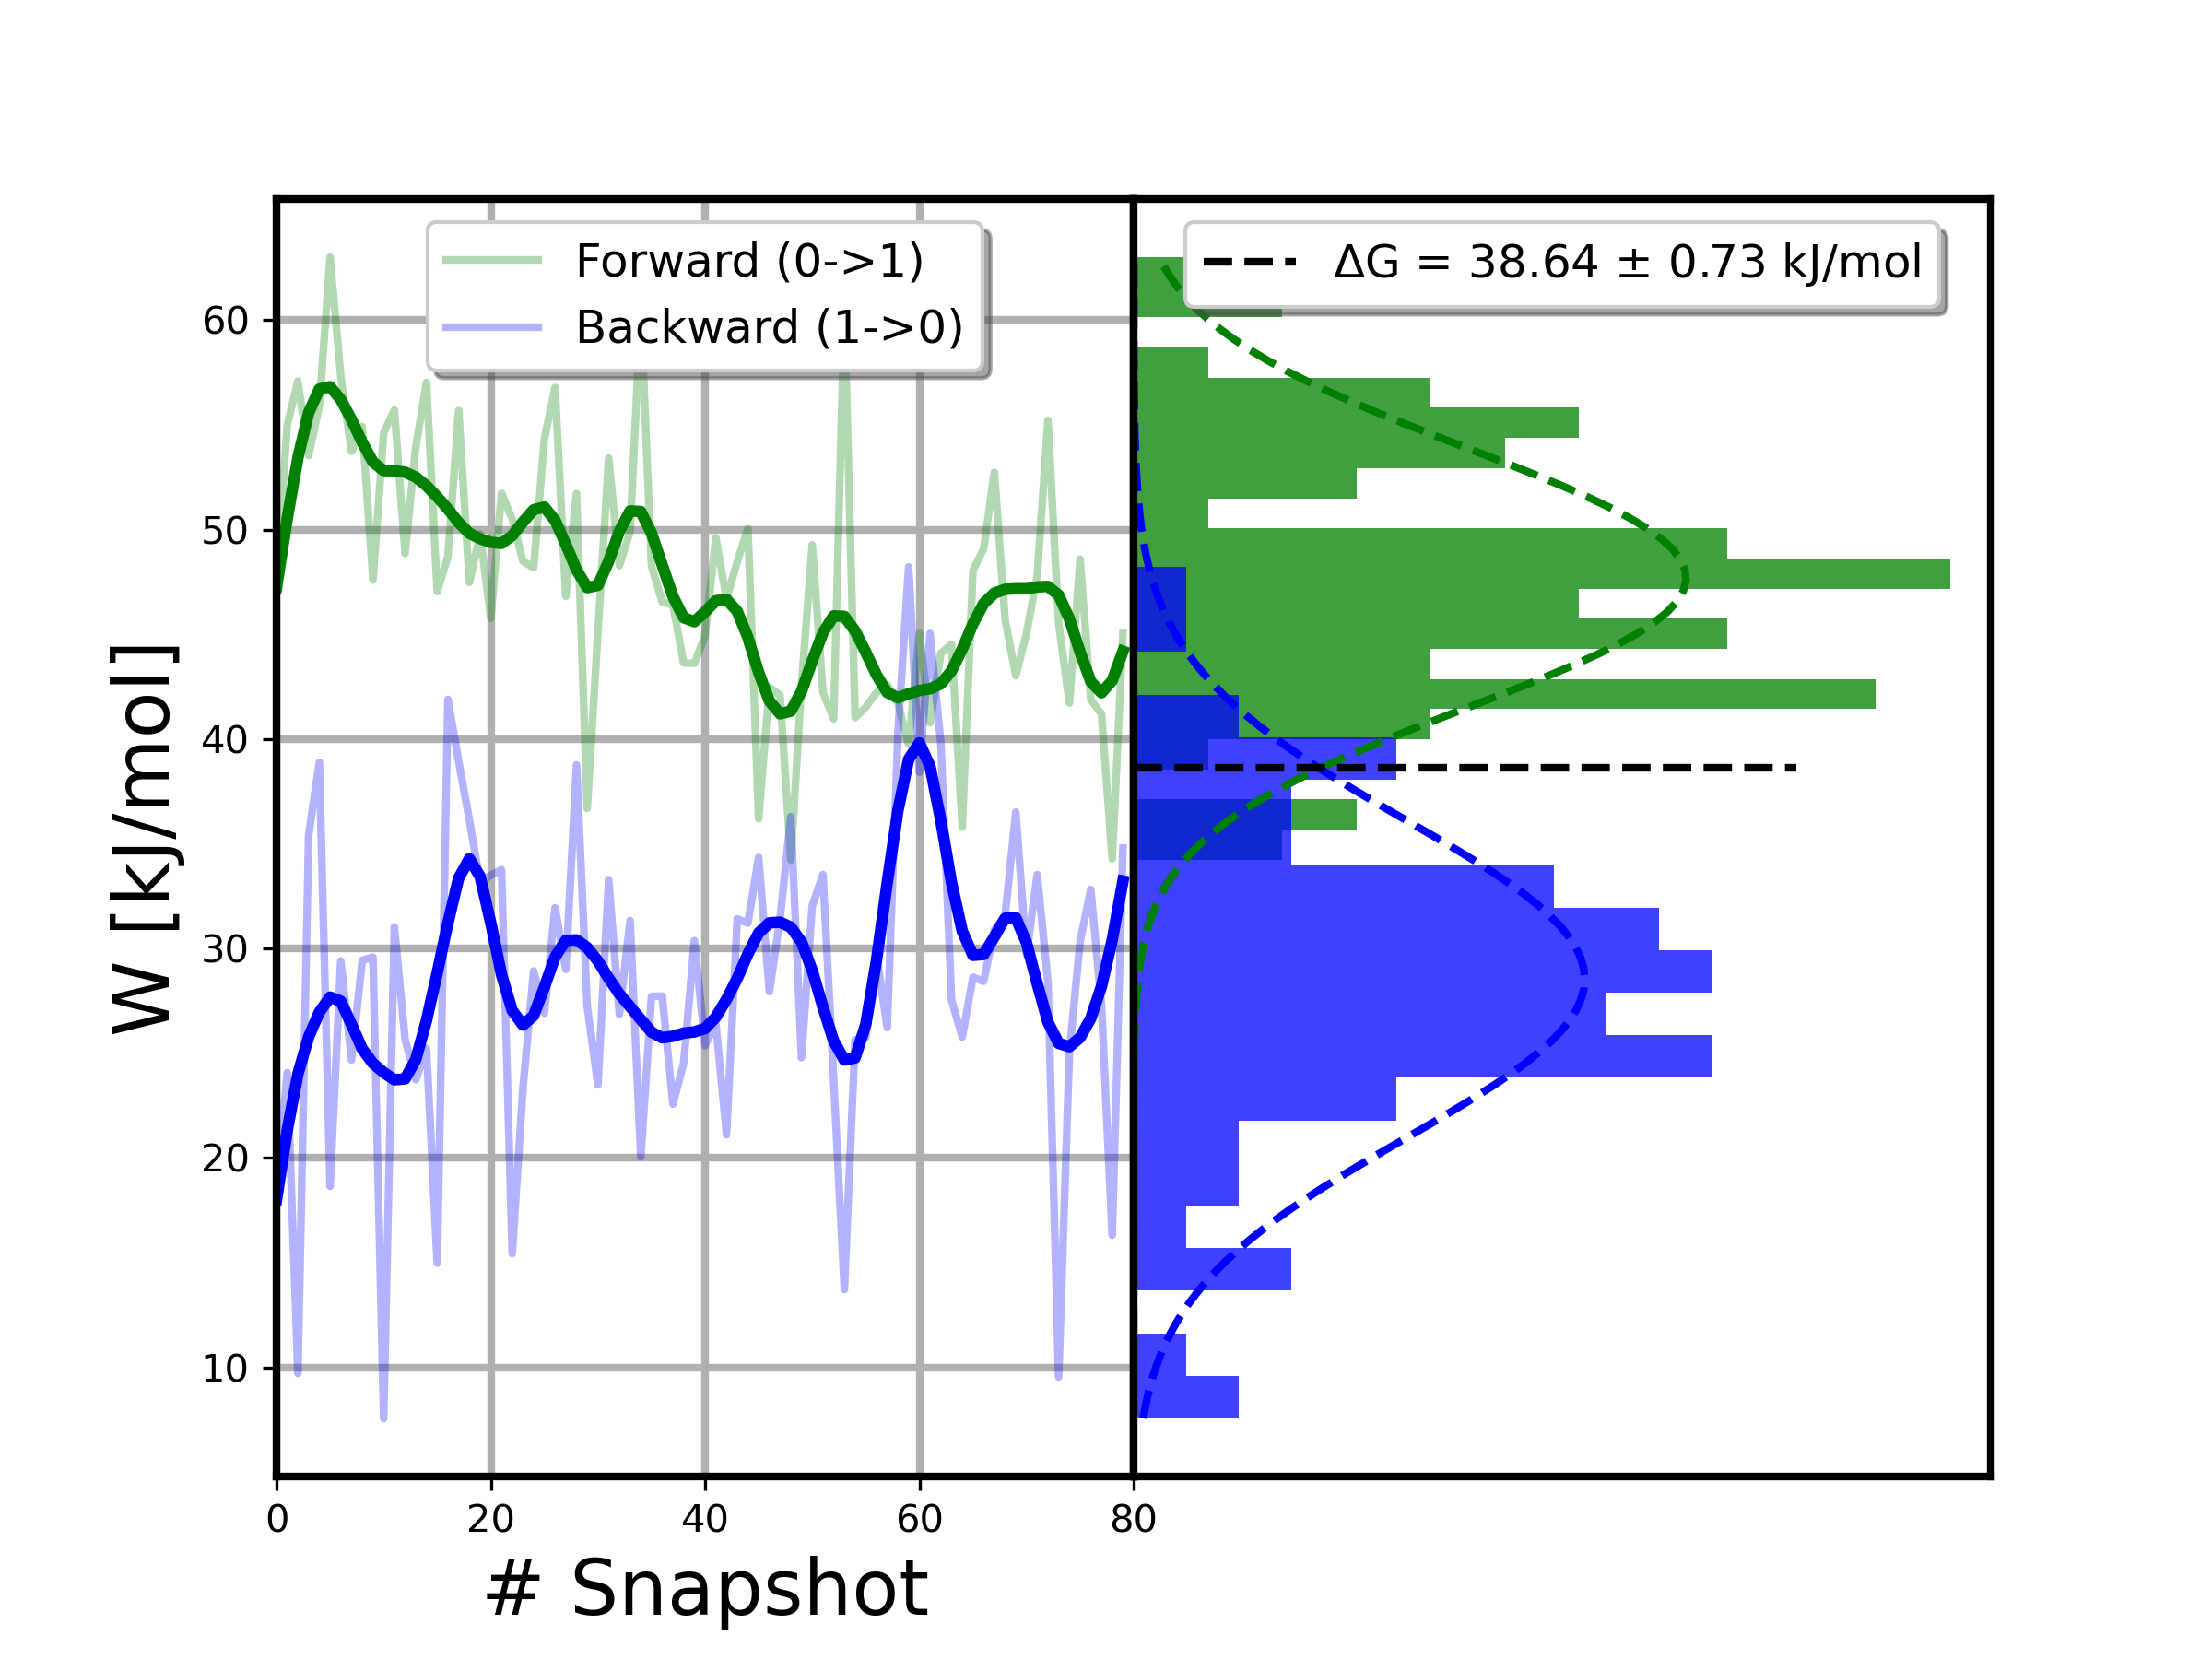 Forward (0->1)
Backward (1->0)
ΔG = 38.64 ± 0.73 kJ/mol
W [kJ/mol]
60
50
40
30
20
10
0 20 40 60 80
# Snapshot